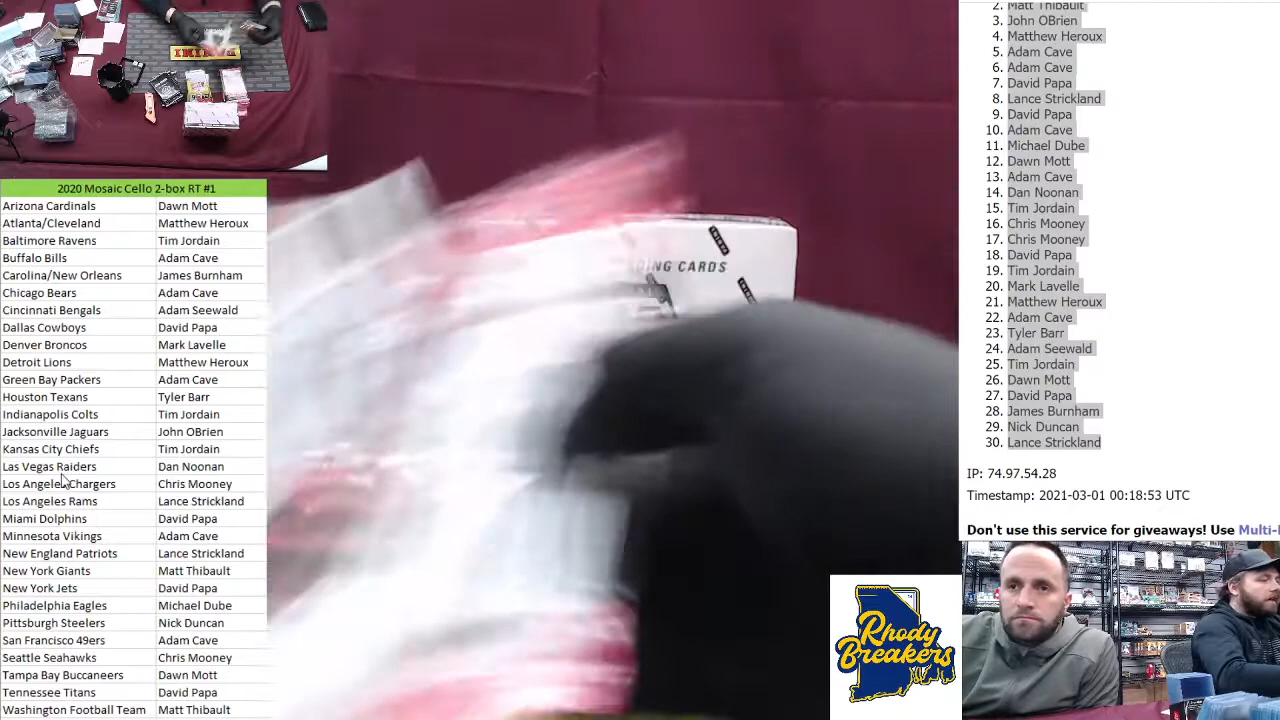 2020 Mosaic Cello 2-box RT #1
Arizona Cardinals Dawn Mott
Atlanta/Cleveland Matthew Heroux
Baltimore Ravens Tim Jordain
Buffalo Bills Adam Cave
Carolina/New Orleans James Burnham
Chicago Bears Adam Cave
Cincinnati Bengals Adam Seewald
Dallas Cowboys David Papa
Denver Broncos Mark Lavelle
Detroit Lions Matthew Heroux
Green Bay Packers Adam Cave
Houston Texans Tyler Barr
Indianapolis Colts Tim Jordain
Jacksonville Jaguars John OBrien
Kansas City Chiefs Tim Jordain
Las Vegas Raiders Dan Noonan
Los Angeles Chargers Chris Mooney
Los Angeles Rams Lance Strickland
Miami Dolphins David Papa
Minnesota Vikings Adam Cave
New England Patriots Lance Strickland
New York Giants Matt Thibault
New York Jets David Papa
Philadelphia Eagles Michael Dube
Pittsburgh Steelers Nick Duncan
San Francisco 49ers Adam Cave
Seattle Seahawks Chris Mooney
Tampa Bay Buccaneers Dawn Mott
Tennessee Titans David Papa
Washington Football Team Matt Thibault
DING CARDS
2. Matt Thibault
3. John OBrien
4. Matthew Heroux
5. Adam Cave
6. Adam Cave
7. David Papa
8. Lance Strickland
9. David Papa
10. Adam Cave
11. Michael Dube
12. Dawn Mott
13. Adam Cave
14. Dan Noonan
15. Tim Jordain
16. Chris Mooney
17. Chris Mooney
18. David Papa
19. Tim Jordain
20. Mark Lavelle
21. Matthew Heroux
22. Adam Cave
23. Tyler Barr
24. Adam Seewald
25. Tim Jordain
26. Dawn Mott
27. David Papa
28. James Burnham
29. Nick Duncan
30. Lance Strickland
IP: 74.97.54.28
Timestamp: 2021-03-01 00:18:53 UTC
Don't use this service for giveaways! Use Multi-
Rhody
Breakers